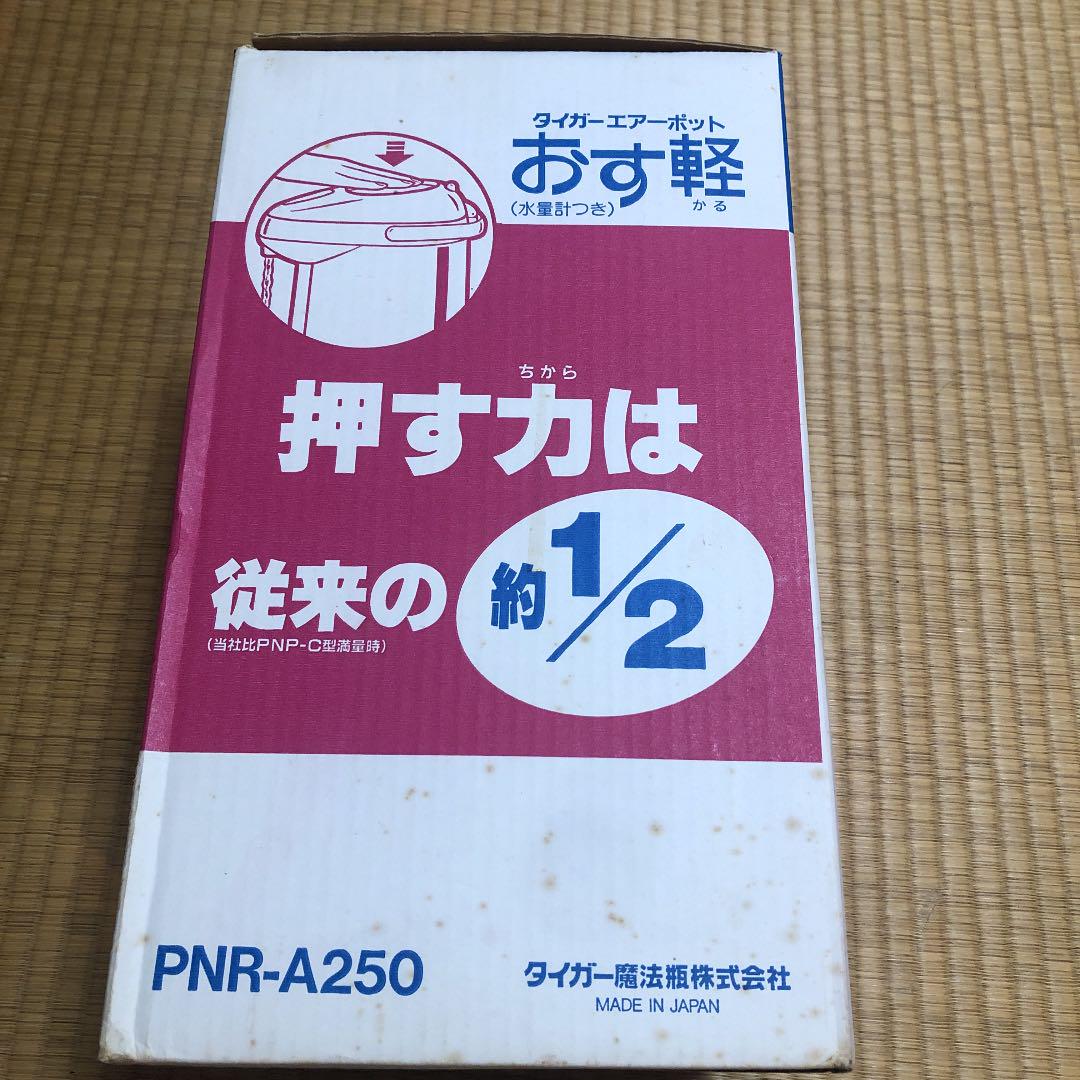 タイガーエアーポット
おす軽
かる
(水量計つき)
ちから
押す力は
従来の
約1/2
(当社比PNP-C型満量時)
PNR-A250
タイガー魔法瓶株式会社
MADE IN JAPAN